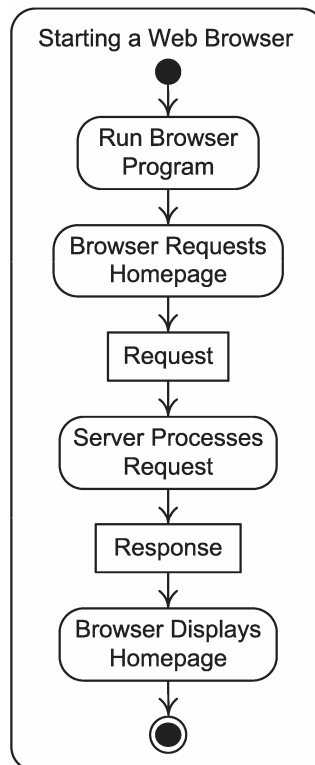 Starting a Web Browser
Run Browser
Program
Browser Requests
Homepage
Request
Server Processes
Request
Response
Browser Displays
Homepage